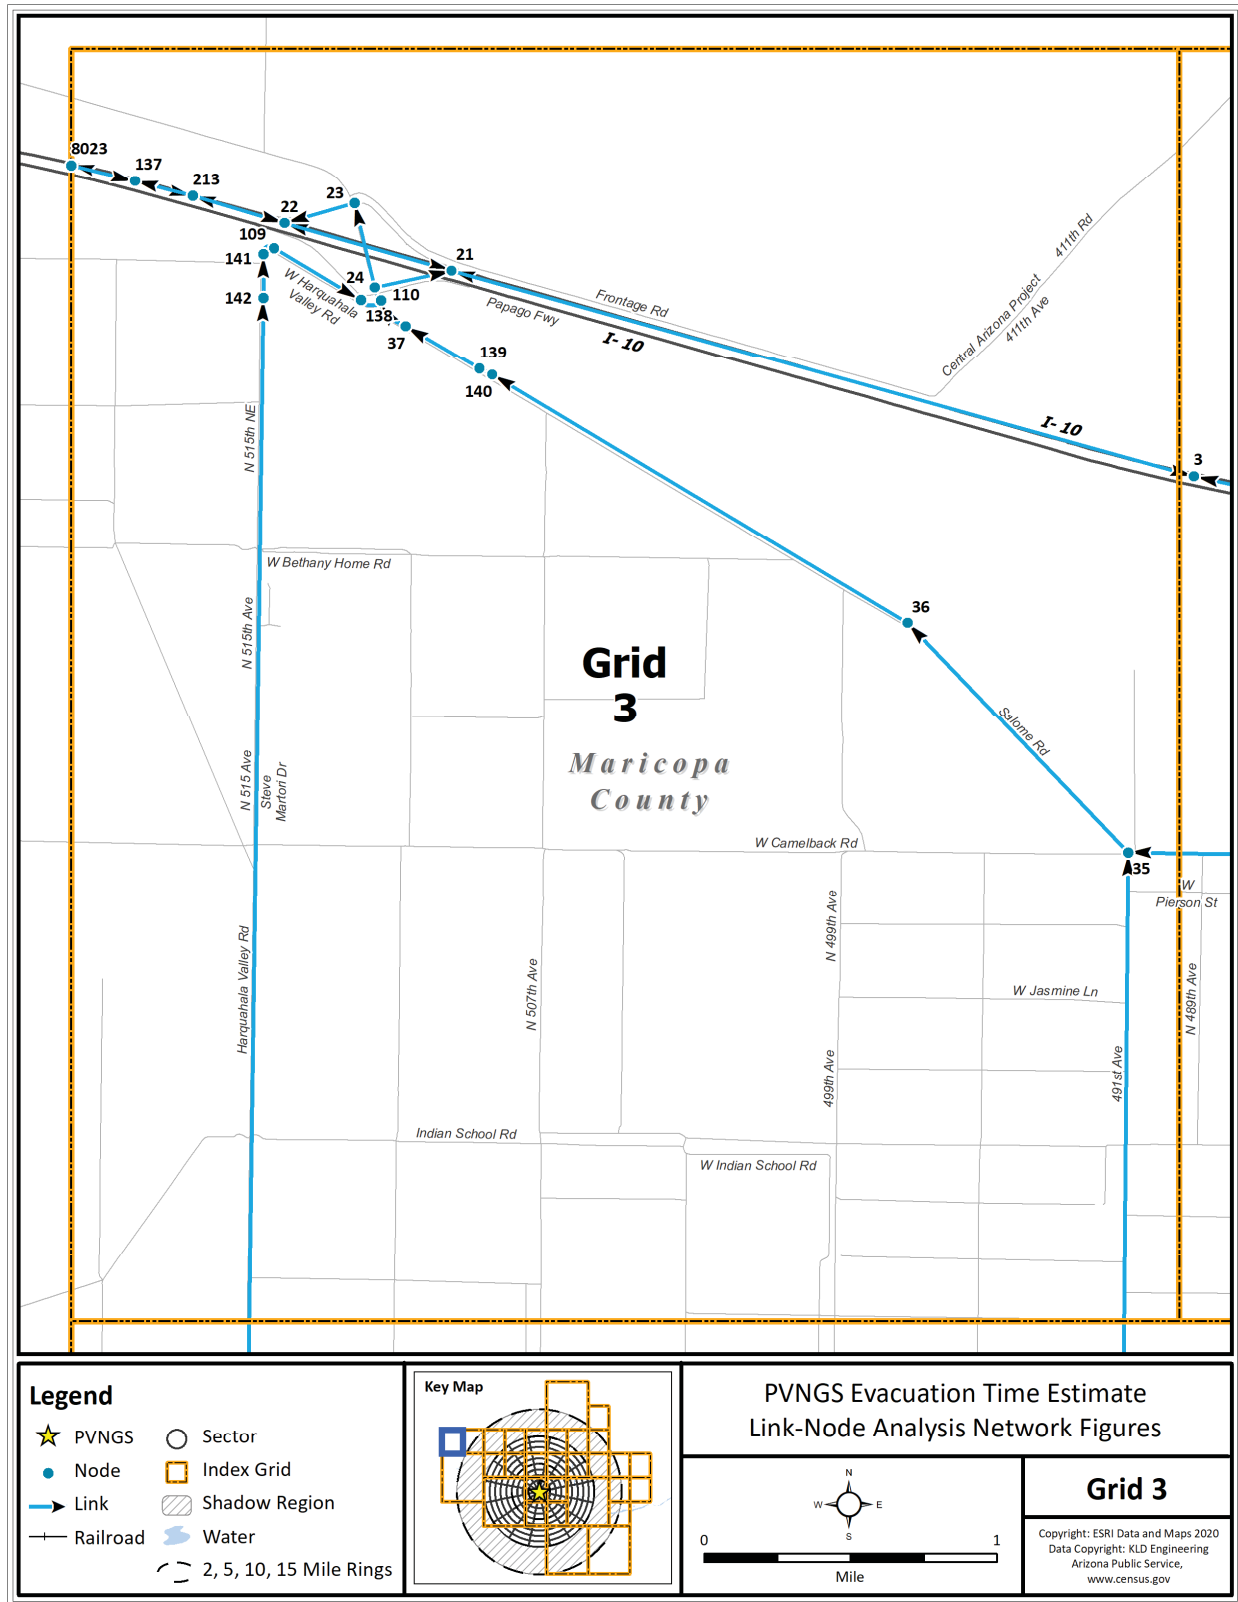 8023
137
213
22
23
109
141
142
24
110
138
37
21
139
140
W Harquahala
Valley Rd
Papago Fwy
Frontage Rd
I- 10
Central Arizona Project
411th Rd
411th Ave
I- 10
3
N 515th NE
W Bethany Home Rd
N 515th Ave
36
Grid
3
Maricopa
County
Salome Rd
N 515 Ave
Steve
Martori Dr
W Camelback Rd
35
W
Pierson St
Harquahala Valley Rd
N 507th Ave
N 499th Ave
W Jasmine Ln
N 489th Ave
499th Ave
491st Ave
Indian School Rd
W Indian School Rd
Legend
PVNGS
Sector
Node
Index Grid
Link
Shadow Region
Railroad
Water
2, 5, 10, 15 Mile Rings
Key Map
PVNGS Evacuation Time Estimate
Link-Node Analysis Network Figures
N
W
E
S
0
1
Mile
Grid 3
Copyright: ESRI Data and Maps 2020
Data Copyright: KLD Engineering
Arizona Public Service,
www.census.gov